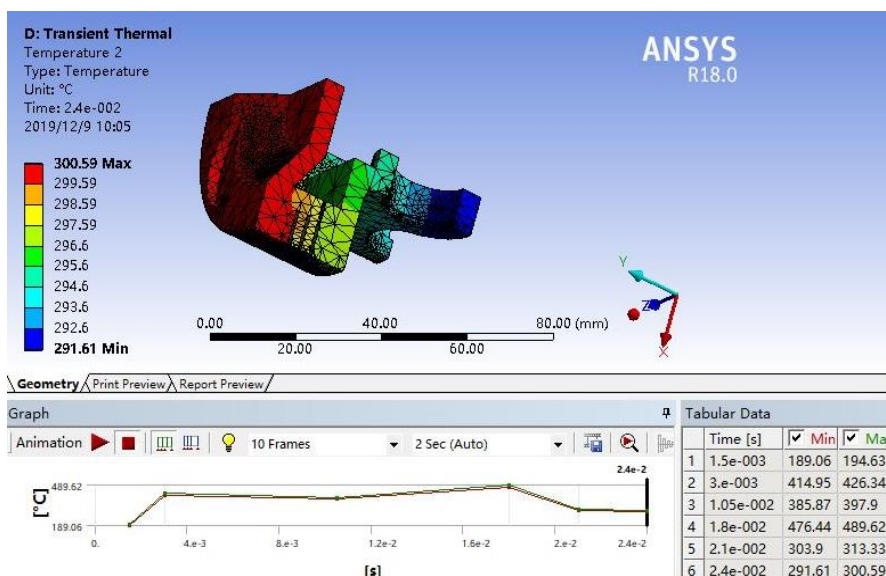 D: Transient Thermal
Temperature 2
Type: Temperature
Unit: °C
Time: 2.4e-002
2019/12/9 10:05
ANSYS
R18.0
300.59 Max
299.59
298.59
297.59
296.6
295.6
294.6
293.6
292.6
291.61 Min
Y
Z
X
0.00 40.00 80.00 (mm)
20.00 60.00
Geometry Print Preview Report Preview
Graph
Animation 10 Frames 2 Sec (Auto)
2.4e-2
489.62
[°C]
189.06
0. 4.e-3 8.e-3 1.2e-2 1.6e-2 2.e-2 2.4e-2
[s]
Tabular Data
Time [s] Min Ma
1 1.5e-003 189.06 194.63
2 3.e-003 414.95 426.34
3 1.05e-002 385.87 397.9
4 1.8e-002 476.44 489.62
5 2.1e-002 303.9 313.33
6 2.4e-002 291.61 300.59